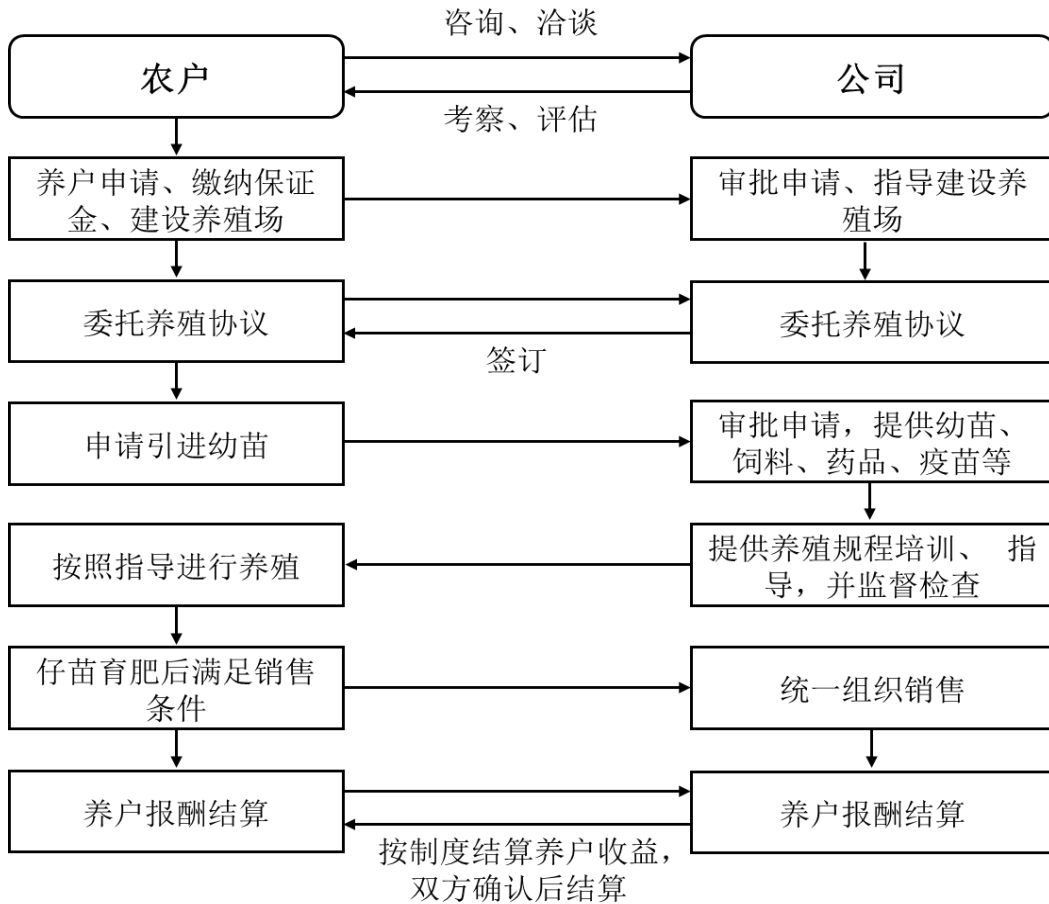 咨询、洽谈
农户
公司
考察、评估
养户申请、缴纳保证
金、建设养殖场
审批申请、指导建设养
殖场
委托养殖协议
委托养殖协议
签订
申请引进幼苗
审批申请，提供幼苗、
饲料、药品、疫苗等
按照指导进行养殖
提供养殖规程培训、 指
导，并监督检查
仔苗育肥后满足销售
条件
统一组织销售
养户报酬结算
养户报酬结算
按制度结算养户收益，
双方确认后结算